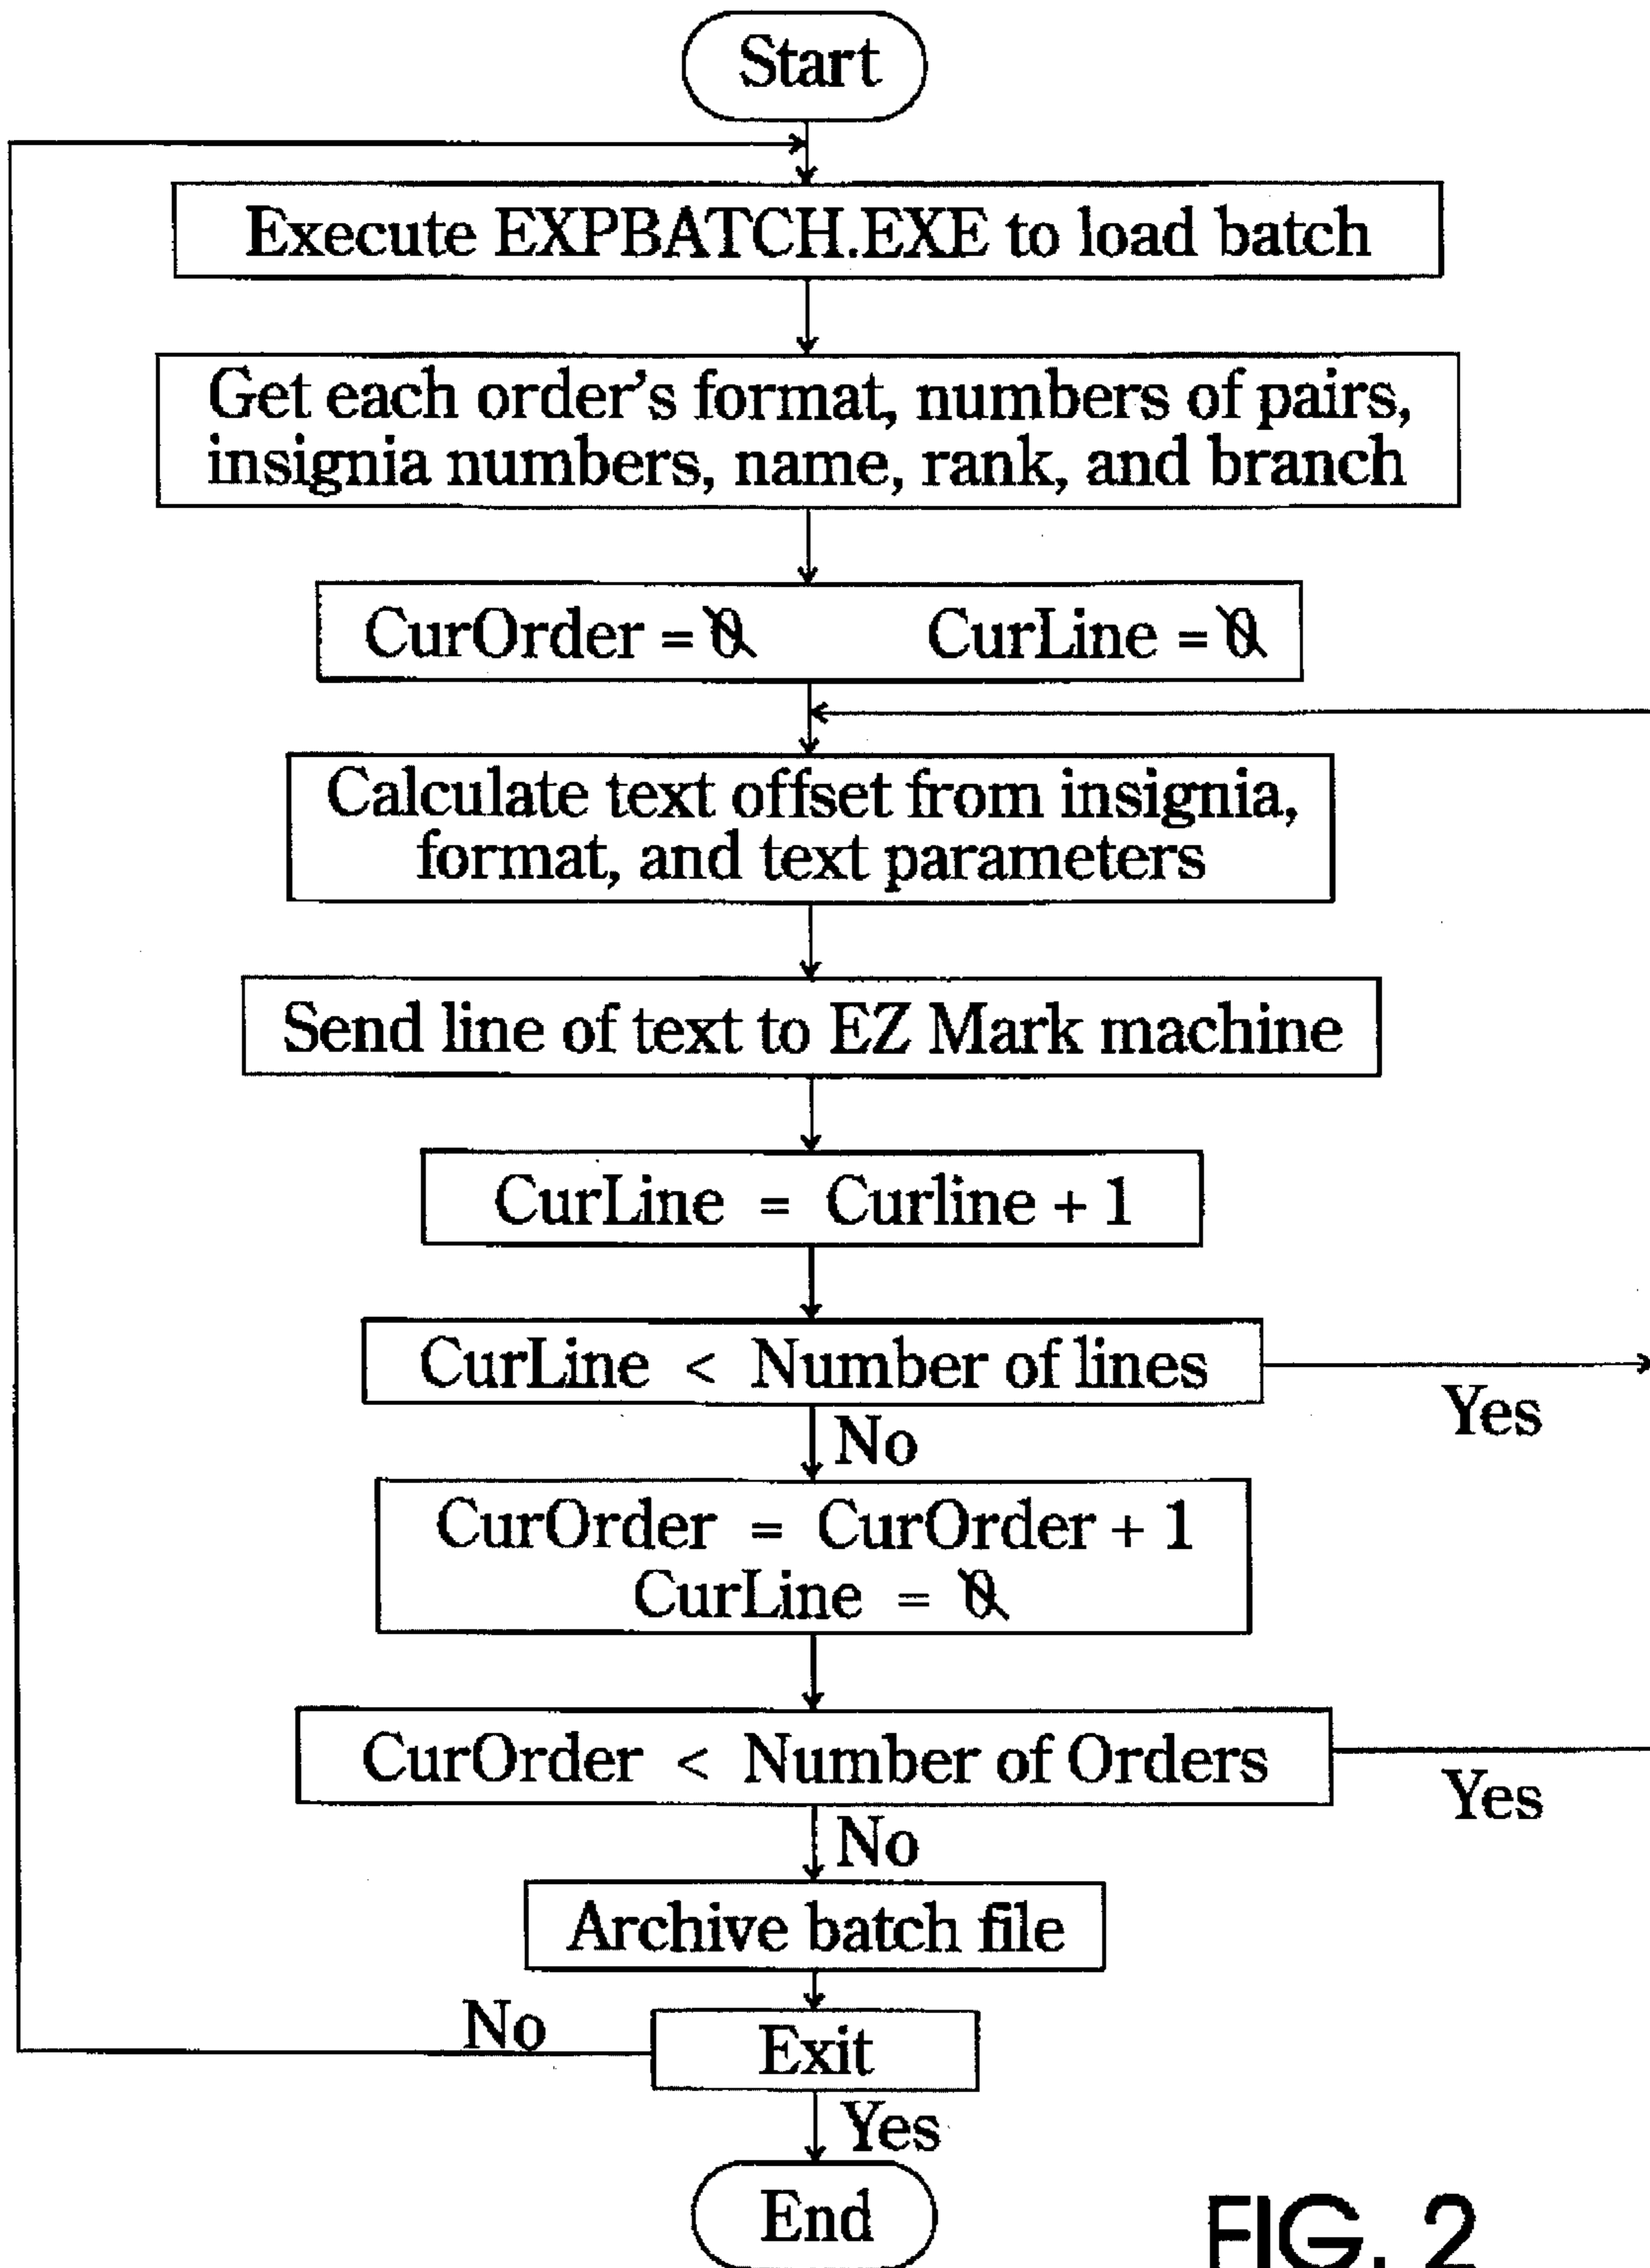 Start
Execute EXPBATCH.EXE to load batch
Get each order's format, numbers of pairs,
insignia numbers, name, rank, and branch
CurOrder = 0 CurLine = 0
Calculate text offset from insignia,
format, and text parameters
Send line of text to EZ Mark machine
CurLine = Curline + 1
CurLine < Number of lines
Yes
No
CurOrder = CurOrder + 1
CurLine = 0
CurOrder < Number of Orders
Yes
No
Archive batch file
No
Exit
Yes
End
FIG. 2